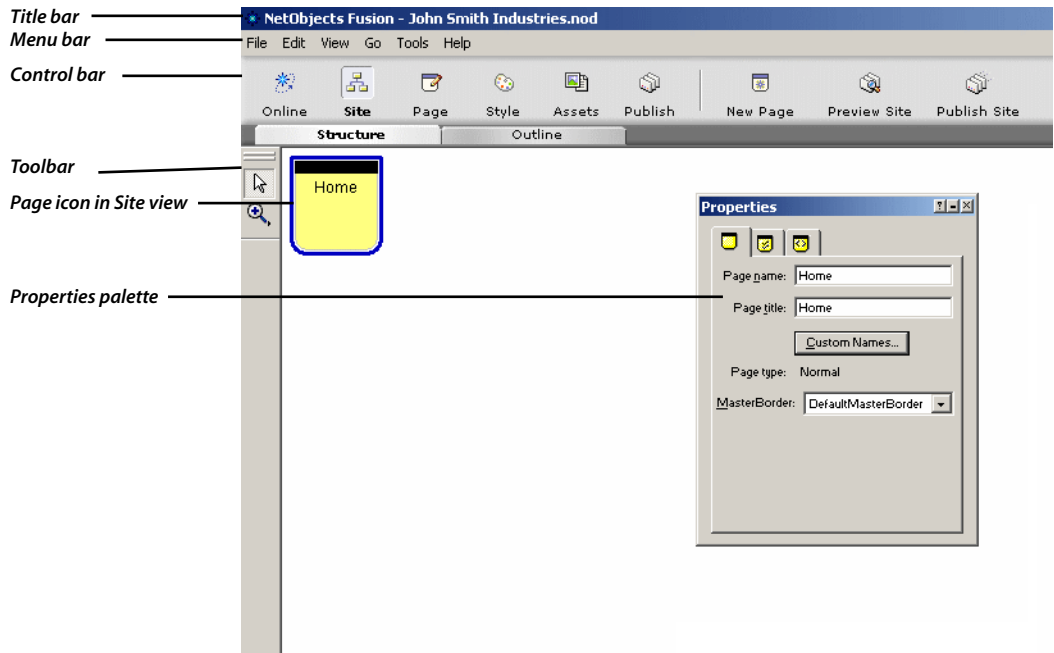 Title bar
NetObjects Fusion - John Smith Industries.nod
Menu bar
File Edit View Go Tools Help
Control bar
Online Site Page Style Assets Publish New Page Preview Site Publish Site
Structure Outline
Toolbar
Home
Page icon in Site view
Properties
Page name: Home
Properties palette
Page title: Home
Custom Names...
Page type: Normal
MasterBorder: DefaultMasterBorder